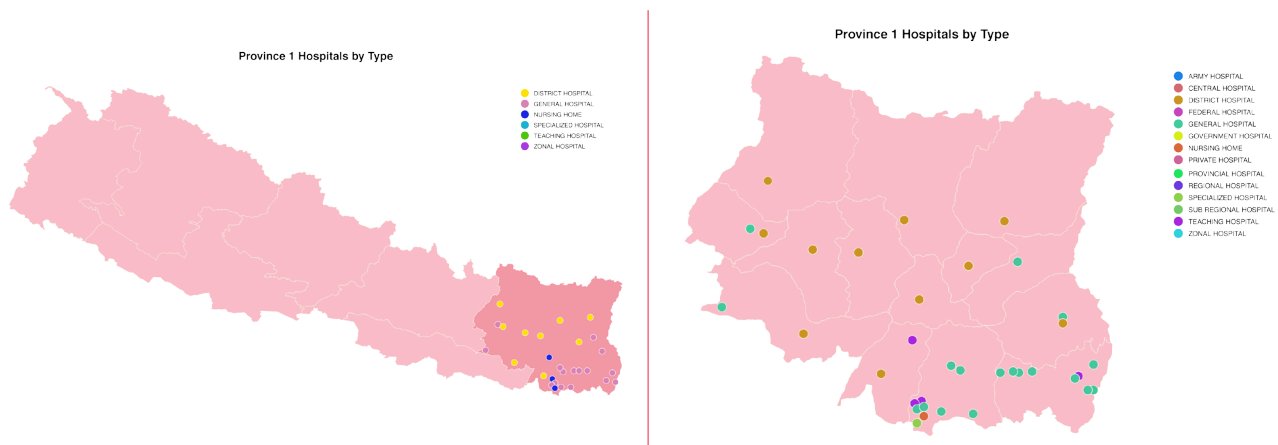 Province 1 Hospitals by Type
DISTRICT HOSPITAL
GENERAL HOSPITAL
NURSING HOME
SPECIALIZED HOSPITAL
TEACHING HOSPITAL
ZONAL HOSPITAL
Province 1 Hospitals by Type
ARMY HOSPITAL
CENTRAL HOSPITAL
DISTRICT HOSPITAL
FEDERAL HOSPITAL
GENERAL HOSPITAL
GOVERNMENT HOSPITAL
NURSING HOME
PRIVATE HOSPITAL
PROVINCIAL HOSPITAL
REGIONAL HOSPITAL
SPECIALIZED HOSPITAL
SUB REGIONAL HOSPITAL
TEACHING HOSPITAL
ZONAL HOSPITAL